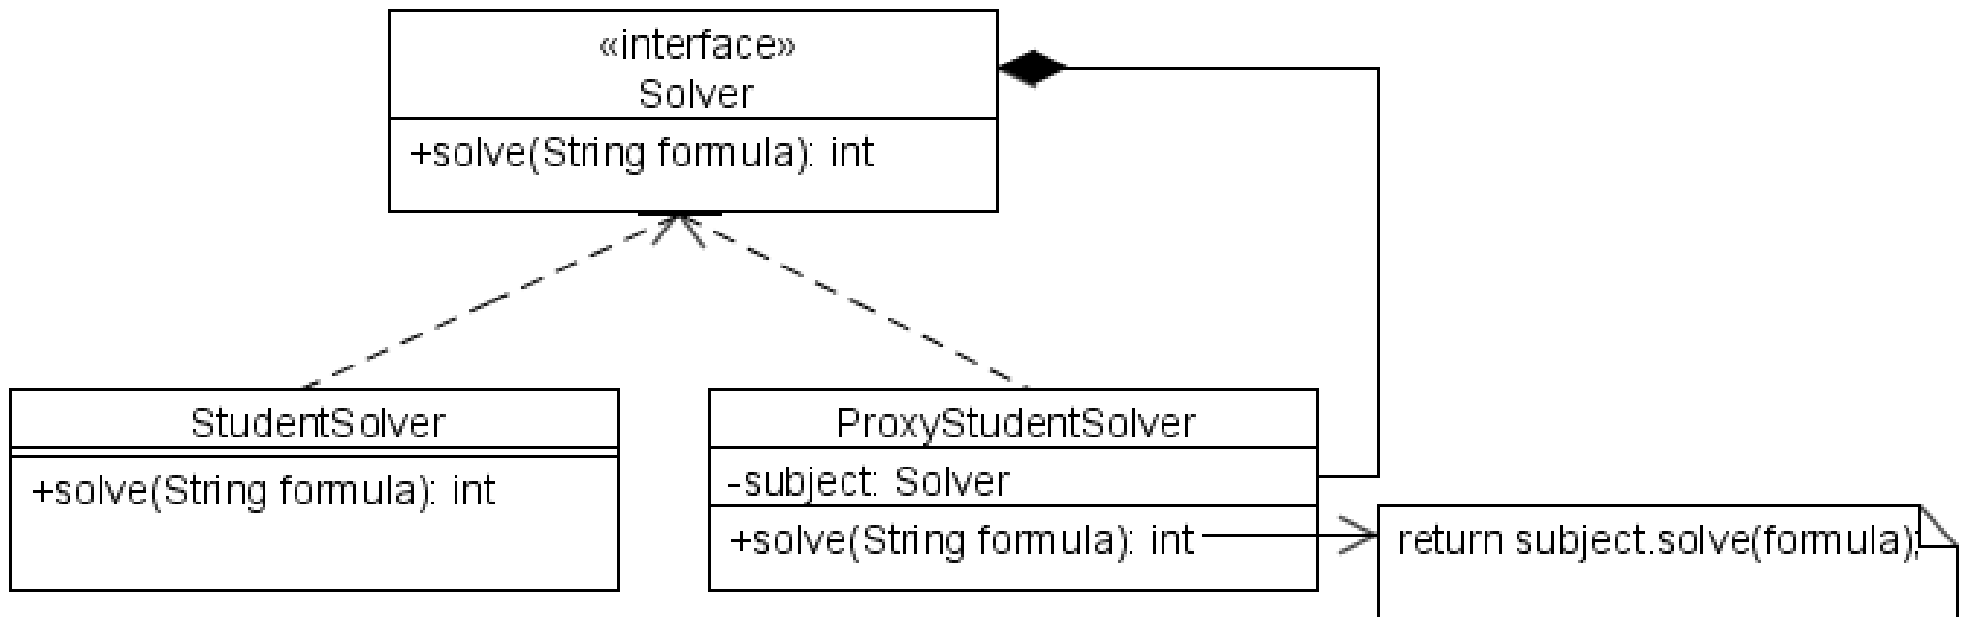 «interface»
Solver
+solve(String formula): int
StudentSolver
+solve(String formula): int
ProxyStudentSolver
-subject: Solver
+solve(String formula): int
return subject.solve(formula);